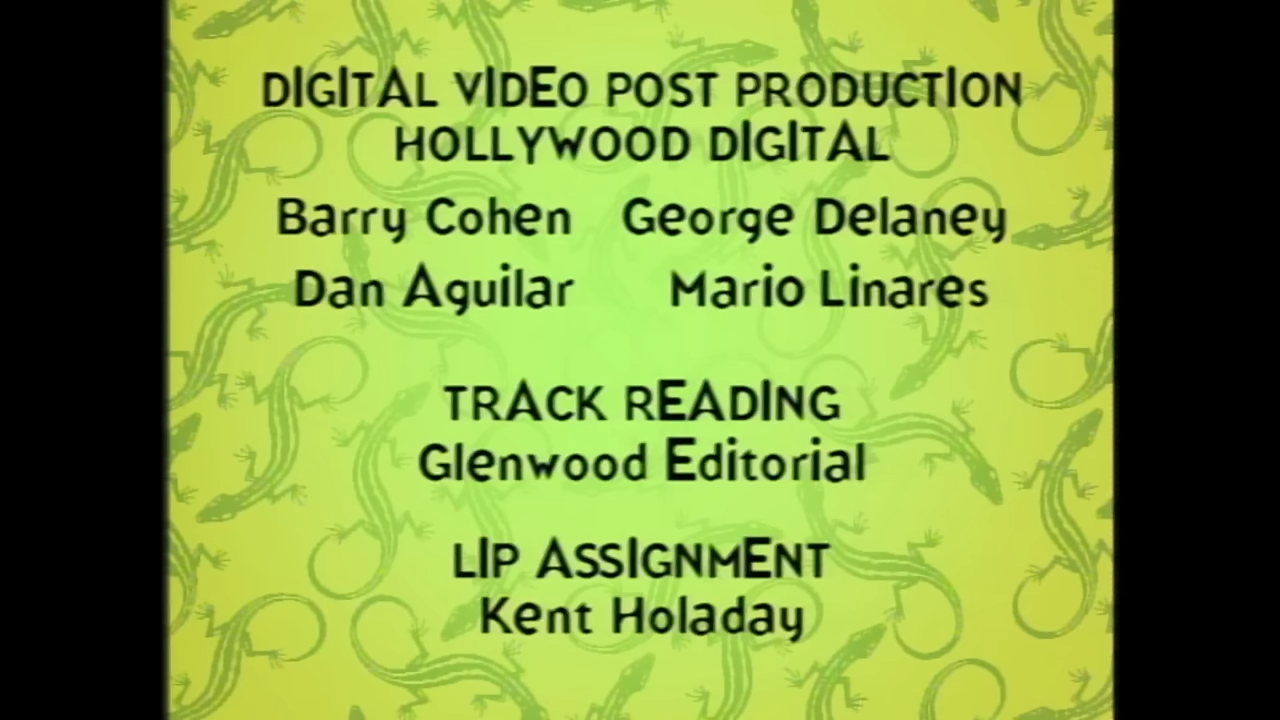 DIGITAL VIDEO POST PRODUCTION
HOLLYWOOD DIGITAL
Barry Cohen George Delaney
Dan Aguilar Mario Linares
TRACK READING
Glenwood Editorial
LIP ASSIGNMENT
Kent Holaday